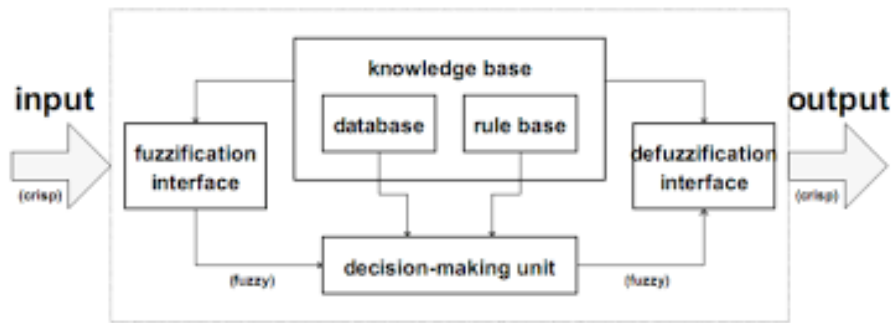 knowledge base
input
output
database
rule base
fuzzification
interface
defuzzification
interface
(crisp)
(crisp)
decision-making unit
(fuzzy)
(fuzzy)